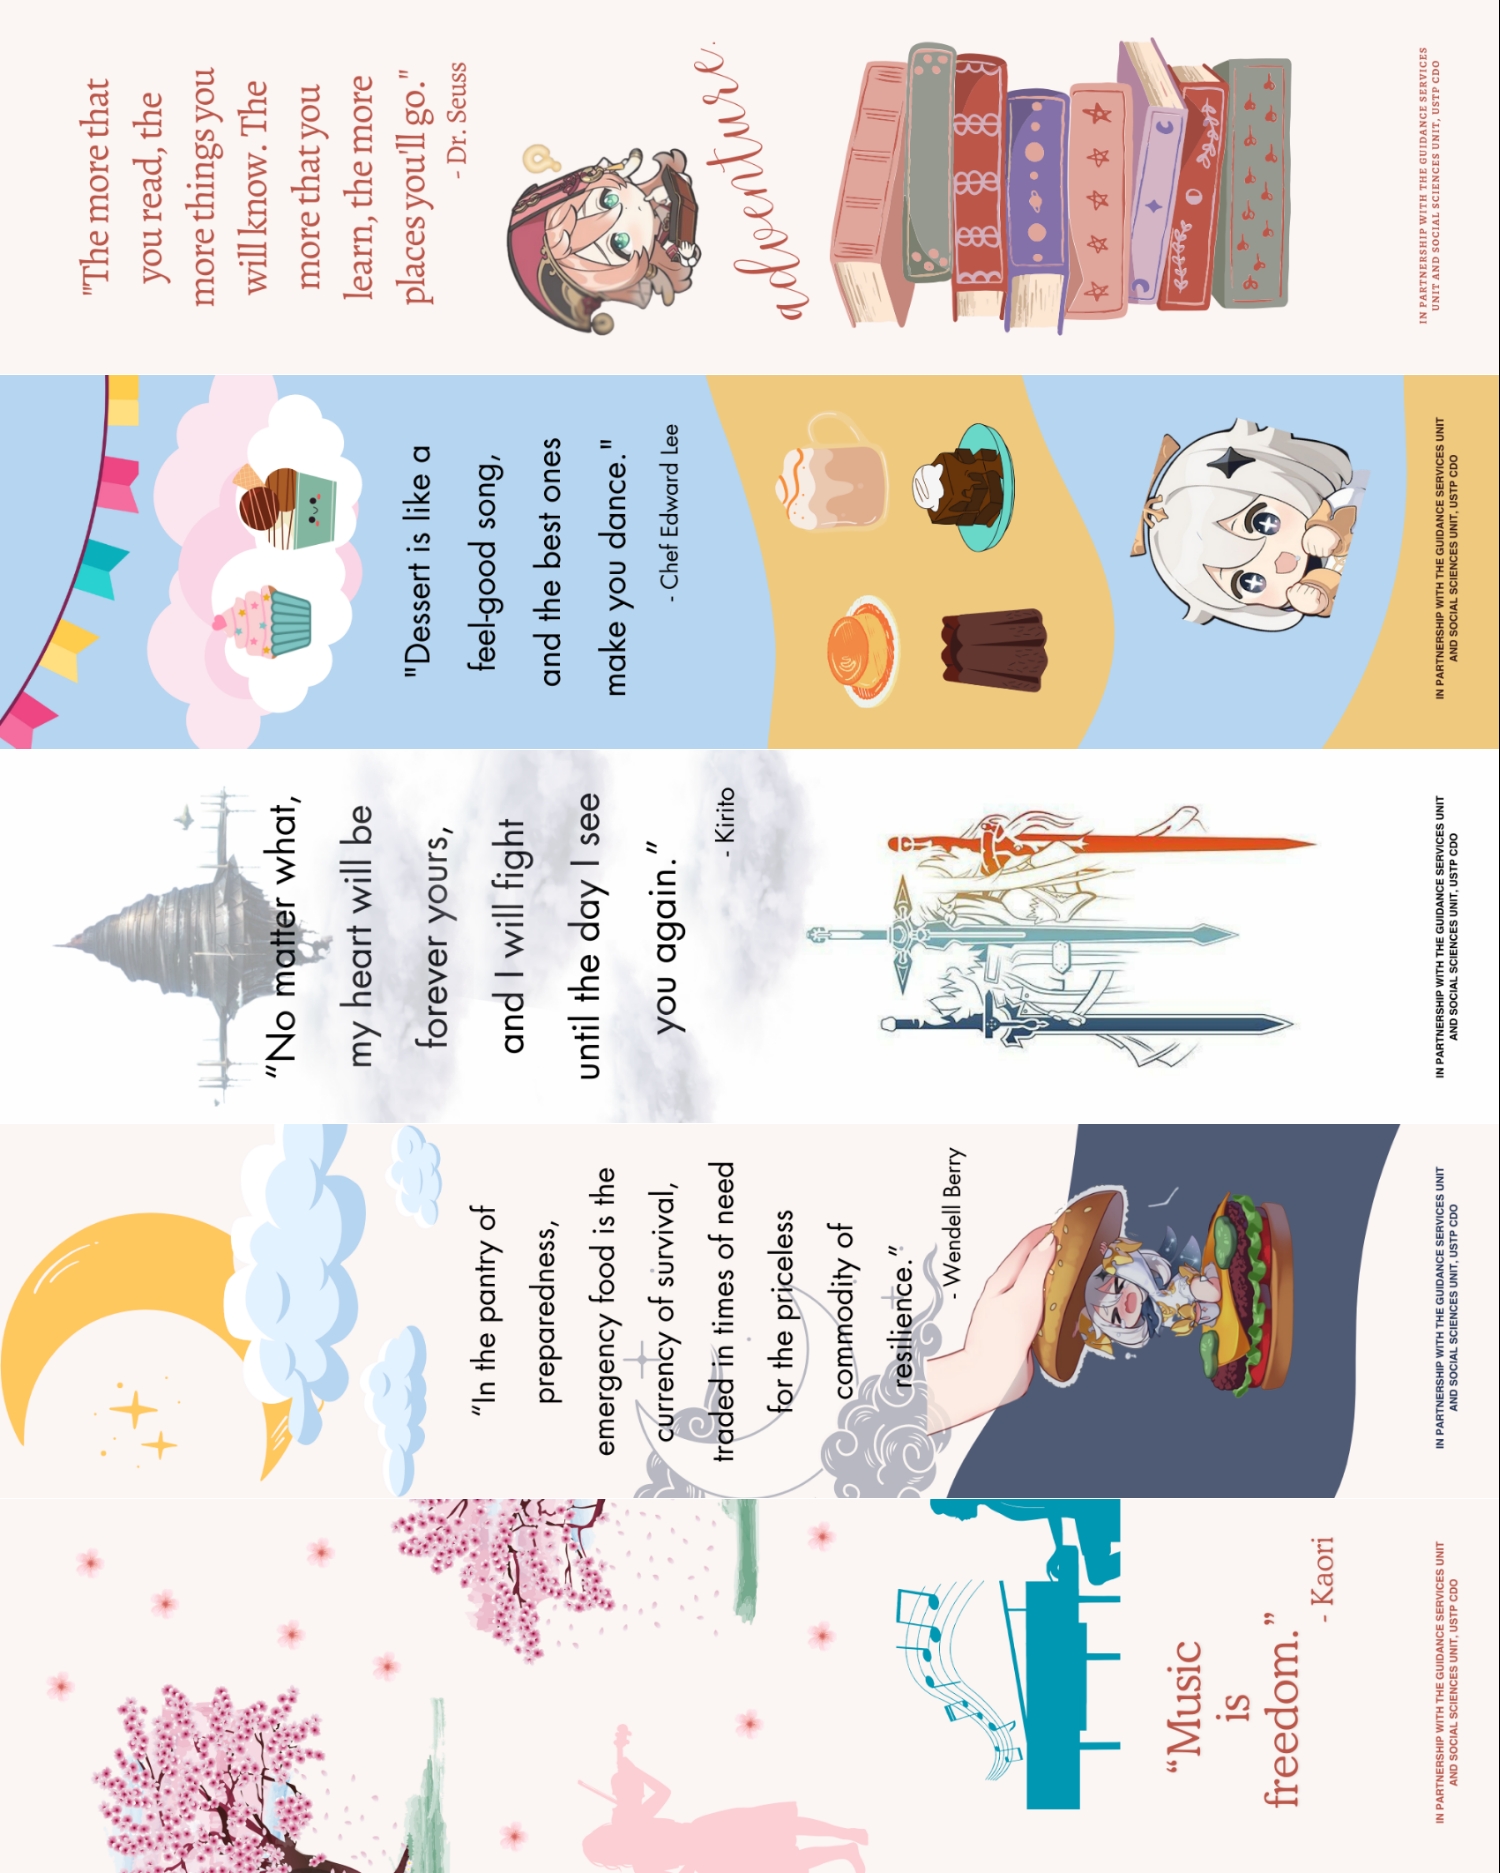 “Music
is
freedom.”
- Kaori
IN PARTNERSHIP WITH THE GUIDANCE SERVICES UNIT
AND SOCIAL SCIENCES UNIT, USTP CDO
“In the pantry of
preparedness,
emergency food is the
currency of survival,
traded in times of need
for the priceless
commodity of
resilience.”
- Wendell Berry
IN PARTNERSHIP WITH THE GUIDANCE SERVICES UNIT
AND SOCIAL SCIENCES UNIT, USTP CDO
“No matter what,
my heart will be
forever yours,
and I will fight
until the day I see
you again.”
- Kirito
IN PARTNERSHIP WITH THE GUIDANCE SERVICES UNIT
AND SOCIAL SCIENCES UNIT, USTP CDO
"Dessert is like a
feel-good song,
and the best ones
make you dance."
- Chef Edward Lee
IN PARTNERSHIP WITH THE GUIDANCE SERVICES UNIT
AND SOCIAL SCIENCES UNIT, USTP CDO
"The more that
you read, the
more things you
will know. The
more that you
learn, the more
places you'll go."
- Dr. Seuss
adventure.
IN PARTNERSHIP WITH THE GUIDANCE SERVICES
UNIT AND SOCIAL SCIENCES UNIT, USTP CDO